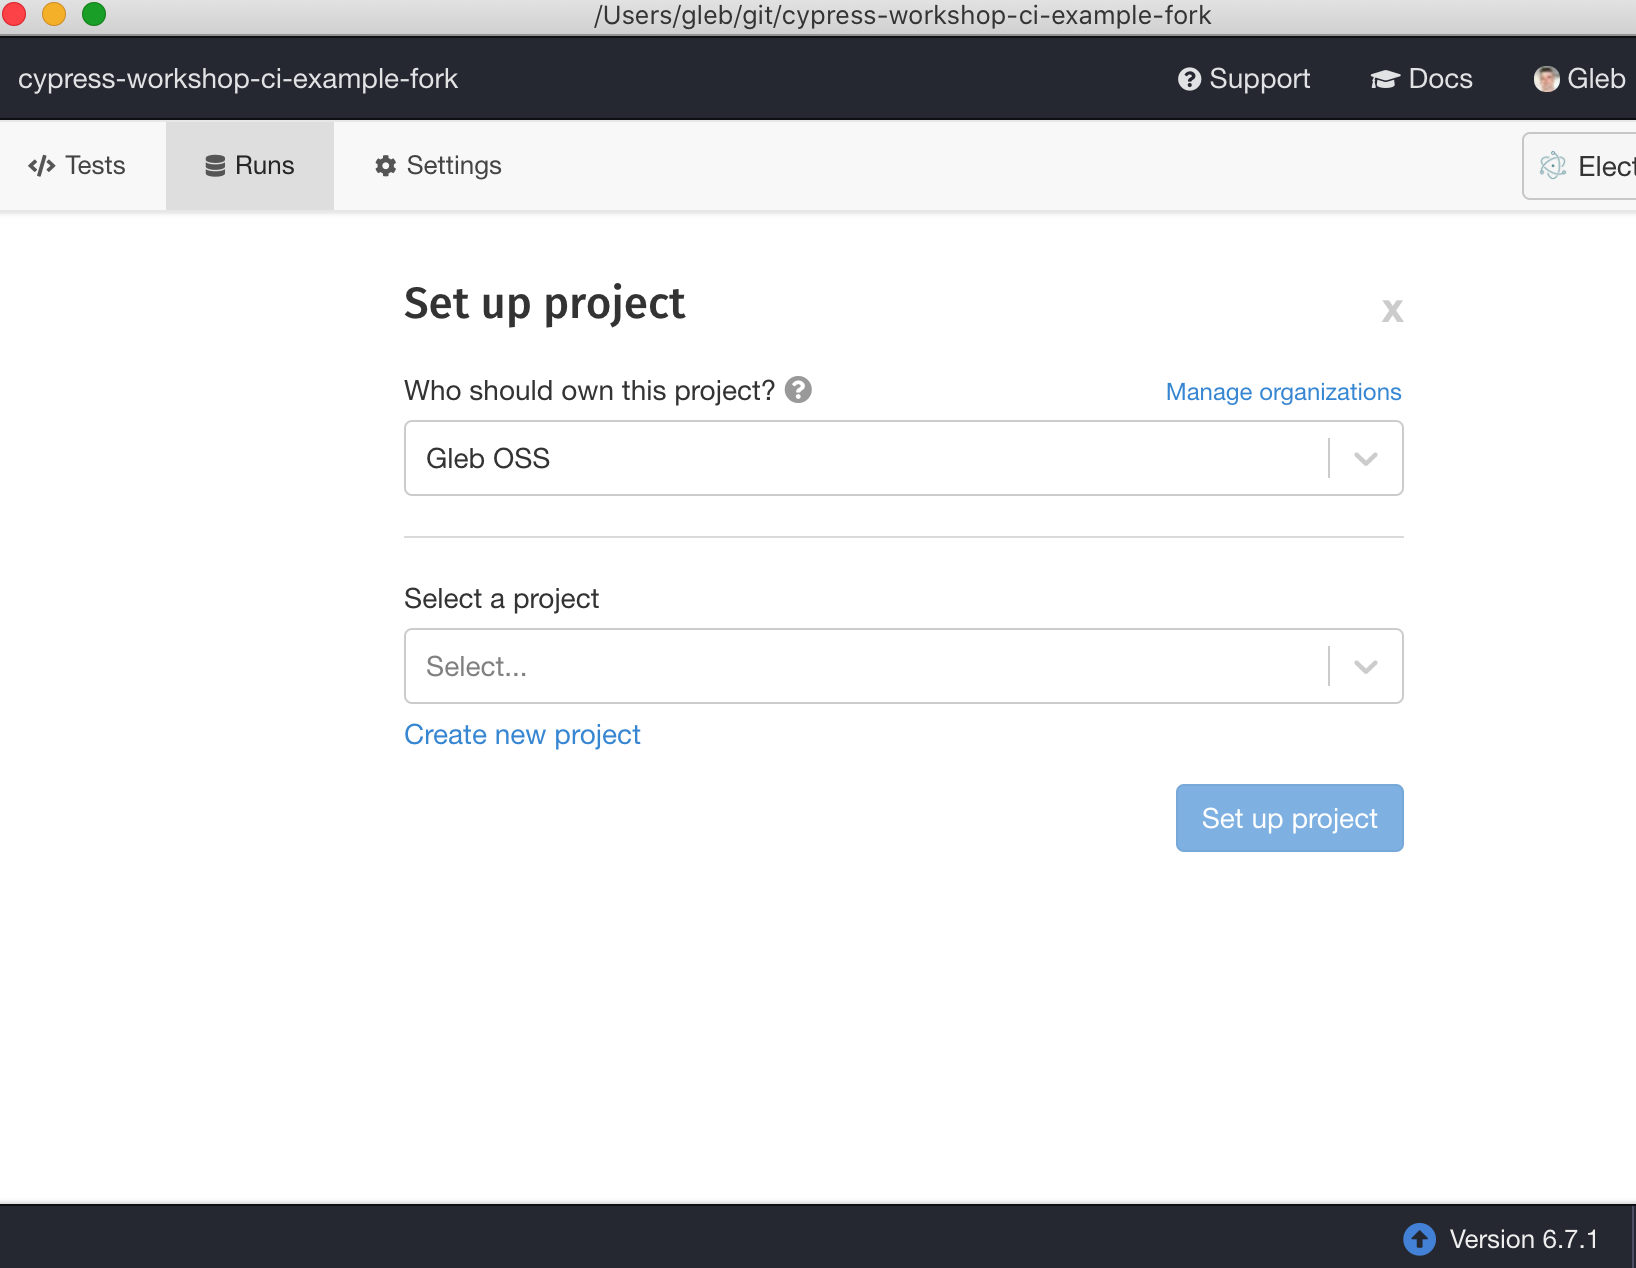 /Users/gleb/git/cypress-workshop-ci-example-fork
cypress-workshop-ci-example-fork
Support
Docs
Gleb
Tests
Runs
Settings
Elect
Set up project
x
Who should own this project?
Manage organizations
Gleb OSS
Select a project
Select...
Create new project
Set up project
Version 6.7.1